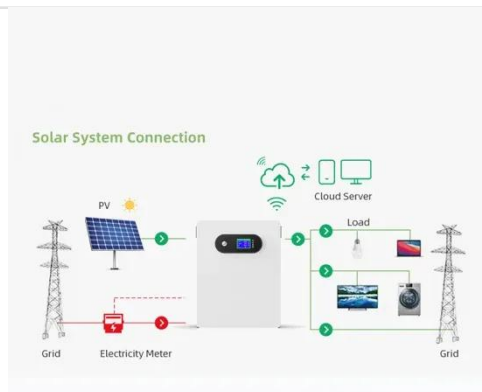 Solar System Connection
Cloud Server
PV
Load
Grid
Electricity Meter
Grid